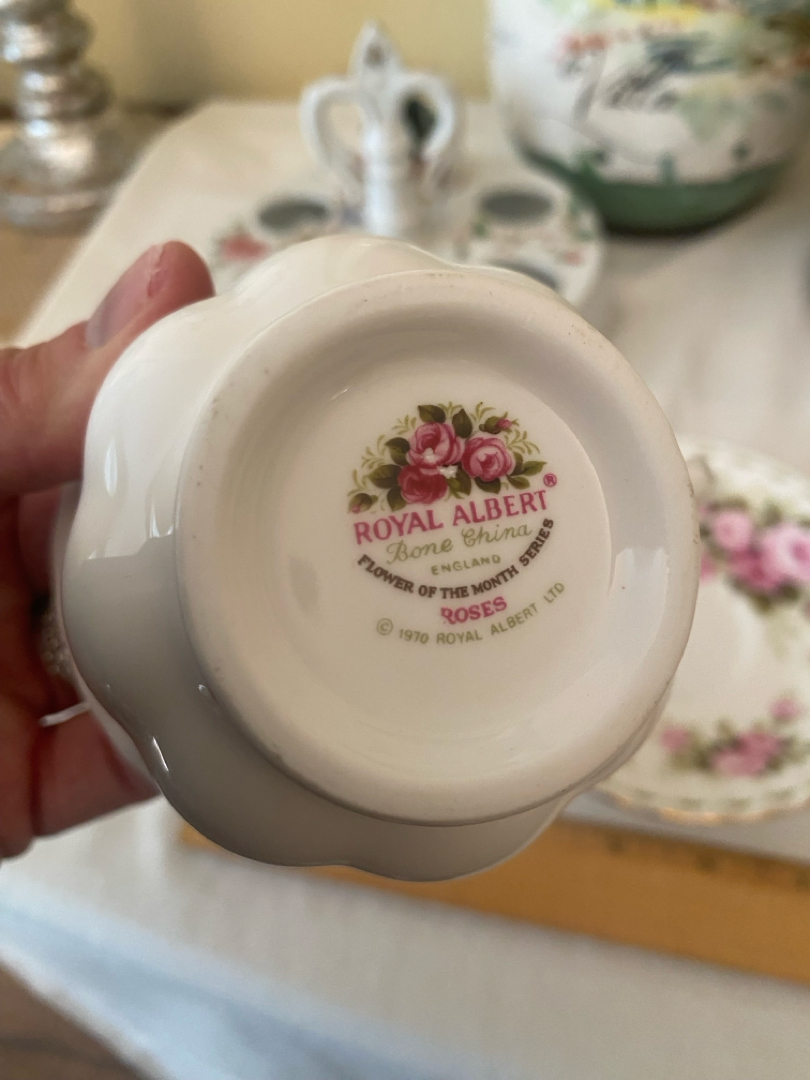 ROYAL ALBERT®
Bone China
ENGLAND
FLOWER OF THE MONTH SERIES
ROSES
© 1970 ROYAL ALBERT LTD